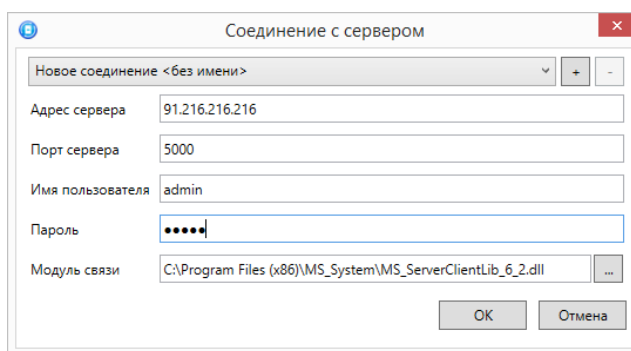 Соединение с сервером
Новое соединение <без имени>
+
-
Адрес сервера 91.216.216.216
Порт сервера 5000
Имя пользователя admin
Пароль •••••
Модуль связи C:\Program Files (x86)\MS_System\MS_ServerClientLib_6_2.dll ...
OK Отмена